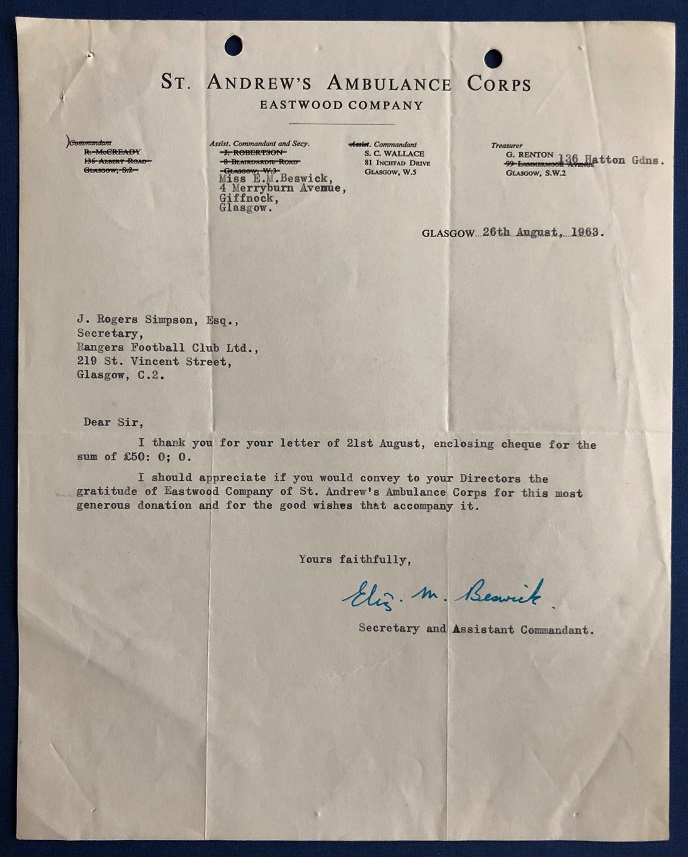 St. Andrew's Ambulance Corps
EASTWOOD COMPANY
Commandant
R. McCREADY
136 Albert Road
Glasgow, S.2
Assist. Commandant and Secy.
J. ROBERTSON
8 Blairdardie Road
Glasgow, W.3
Miss E.M.Beswick,
4 Merryburn Avenue,
Giffnock,
Glasgow.
Assist. Commandant
S. C. WALLACE
81 Inchfad Drive
Glasgow, W.5
Treasurer
G. RENTON 136 Hatton Gdns.
99 Lammermoor Avenue
Glasgow, S.W.2
GLASGOW 26th August, 1963.
J. Rogers Simpson, Esq.,
Secretary,
Rangers Football Club Ltd.,
219 St. Vincent Street,
Glasgow, C.2.
Dear Sir,
I thank you for your letter of 21st August, enclosing cheque for the
sum of £50: 0; 0.
I should appreciate if you would convey to your Directors the
gratitude of Eastwood Company of St. Andrew's Ambulance Corps for this most
generous donation and for the good wishes that accompany it.
Yours faithfully,
Eliz. M. Beswick.
Secretary and Assistant Commandant.